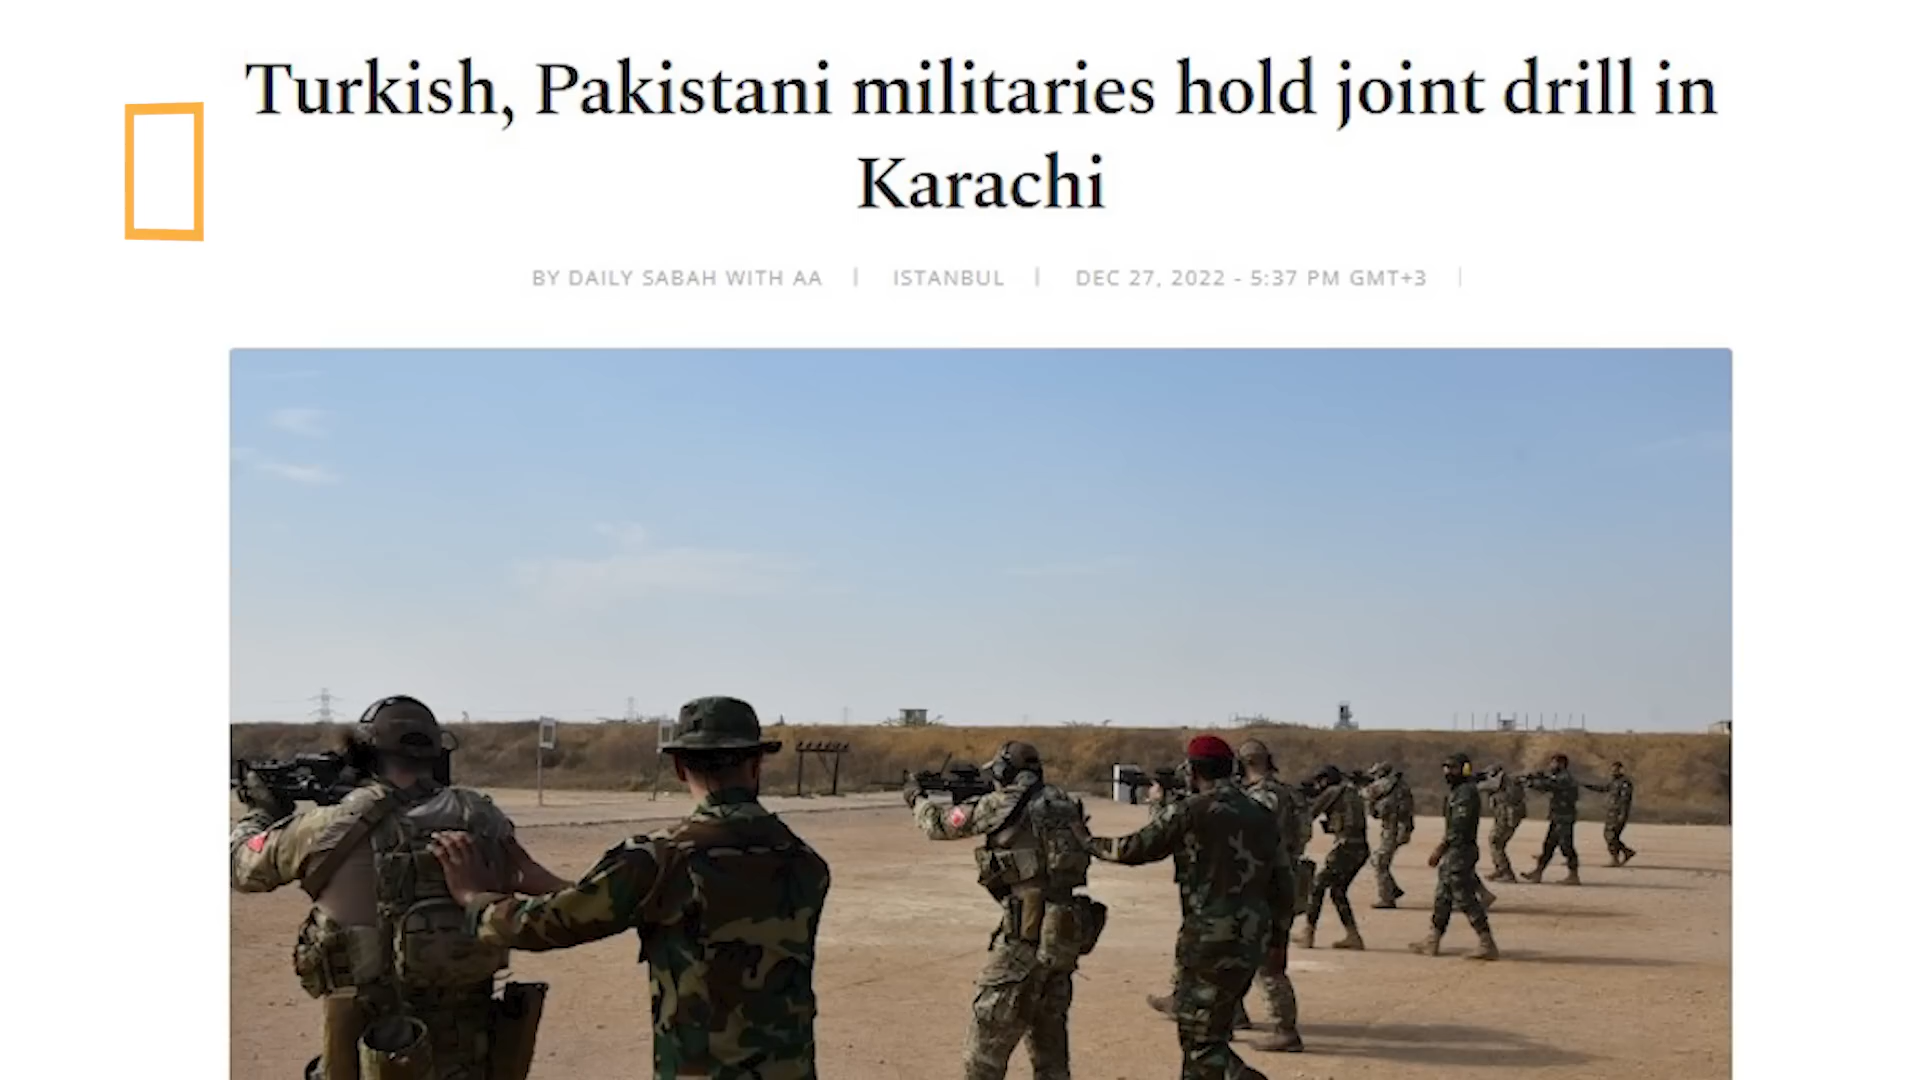 Turkish, Pakistani militaries hold joint drill in
Karachi
BY DAILY SABAH WITH AA | ISTANBUL | DEC 27, 2022 - 5:37 PM GMT+3 |